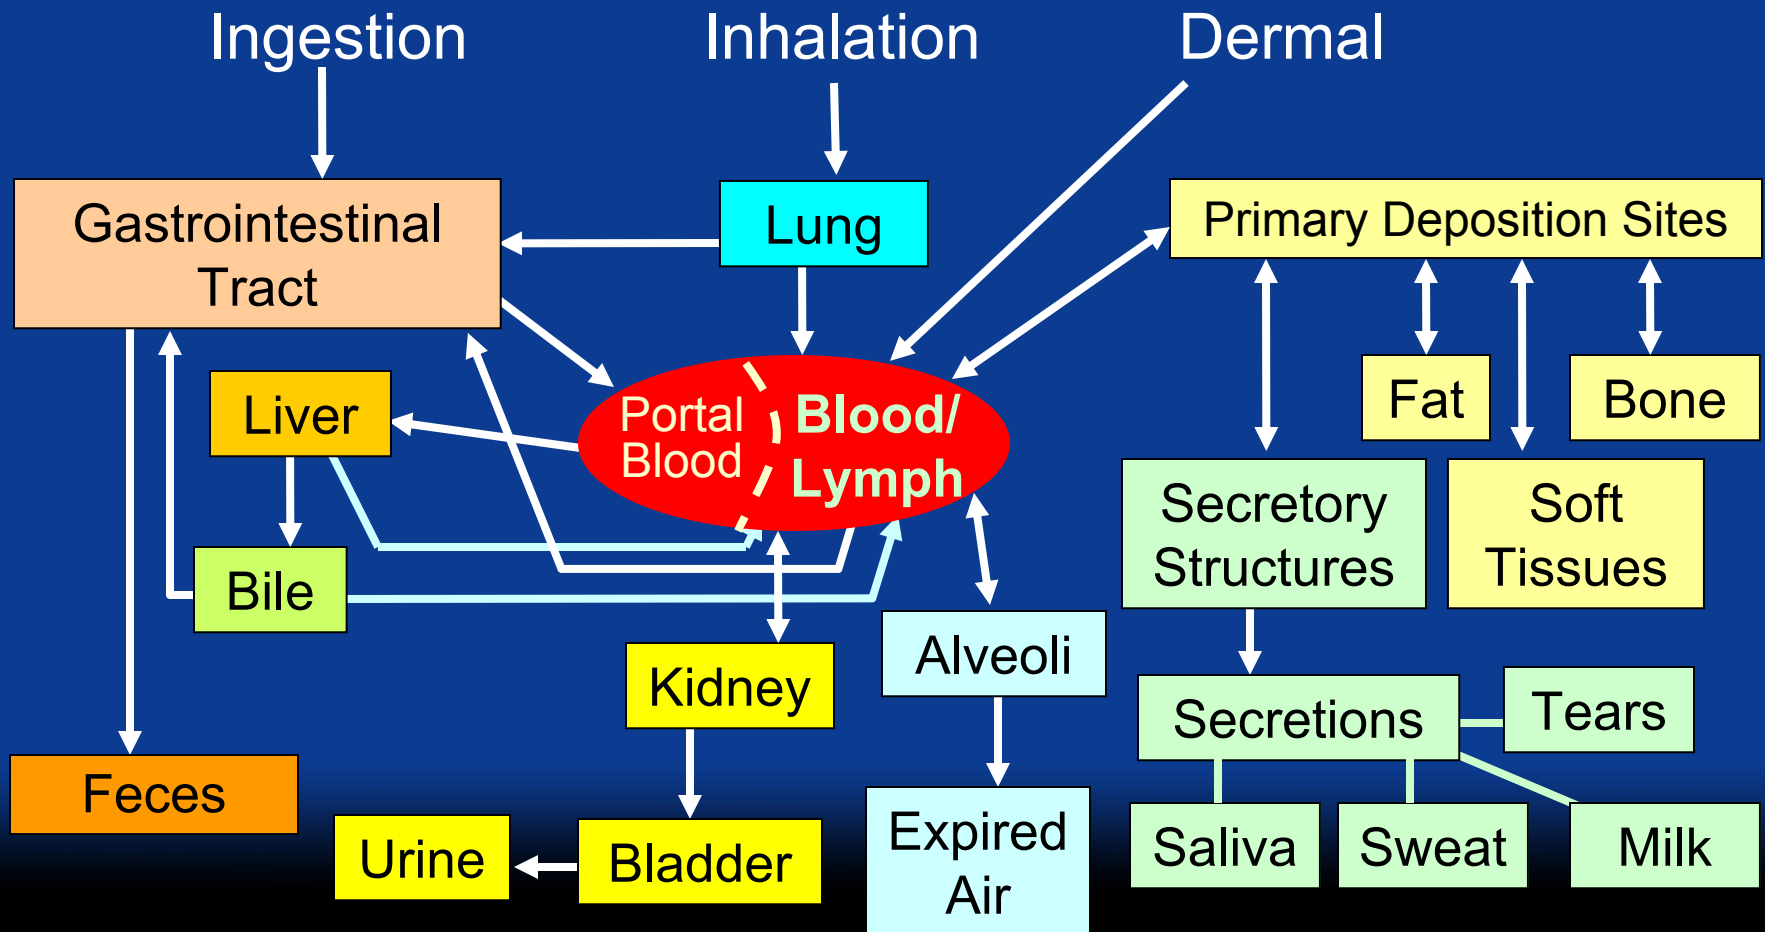 Ingestion
Inhalation
Dermal
Gastrointestinal
Tract
Lung
Primary Deposition Sites
Liver
Portal
Blood
Blood/
Lymph
Fat
Bone
Secretory
Structures
Soft
Tissues
Bile
Kidney
Alveoli
Secretions
Tears
Feces
Urine
Bladder
Expired
Air
Saliva
Sweat
Milk